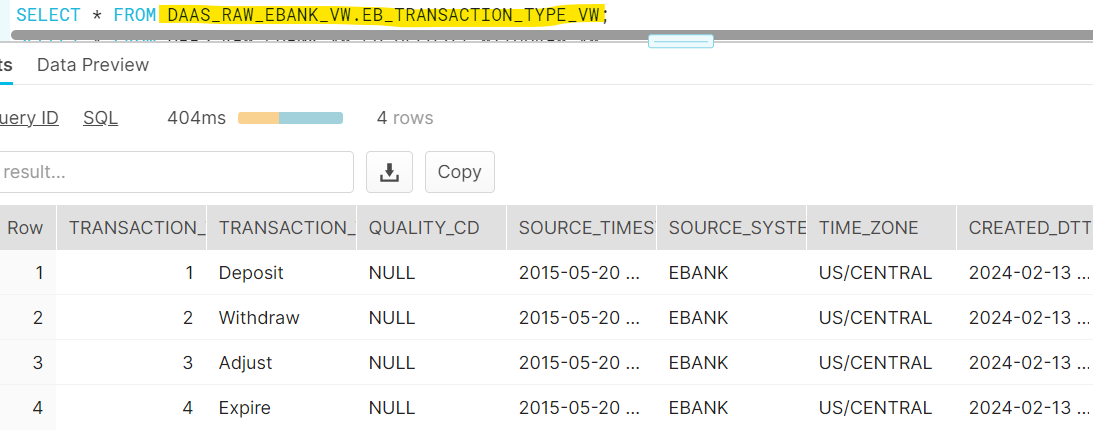 SELECT * FROM DAAS_RAW_EBANK_VW.EB_TRANSACTION_TYPE_VW;
ts Data Preview
uery ID SQL 404ms 4 rows
result... Copy
Row TRANSACTION_ TRANSACTION_ QUALITY_CD SOURCE_TIMES SOURCE_SYSTE TIME_ZONE CREATED_DTT
1 1 Deposit NULL 2015-05-20 ... EBANK US/CENTRAL 2024-02-13 ...
2 2 Withdraw NULL 2015-05-20 ... EBANK US/CENTRAL 2024-02-13 ...
3 3 Adjust NULL 2015-05-20 ... EBANK US/CENTRAL 2024-02-13 ...
4 4 Expire NULL 2015-05-20 ... EBANK US/CENTRAL 2024-02-13 ...